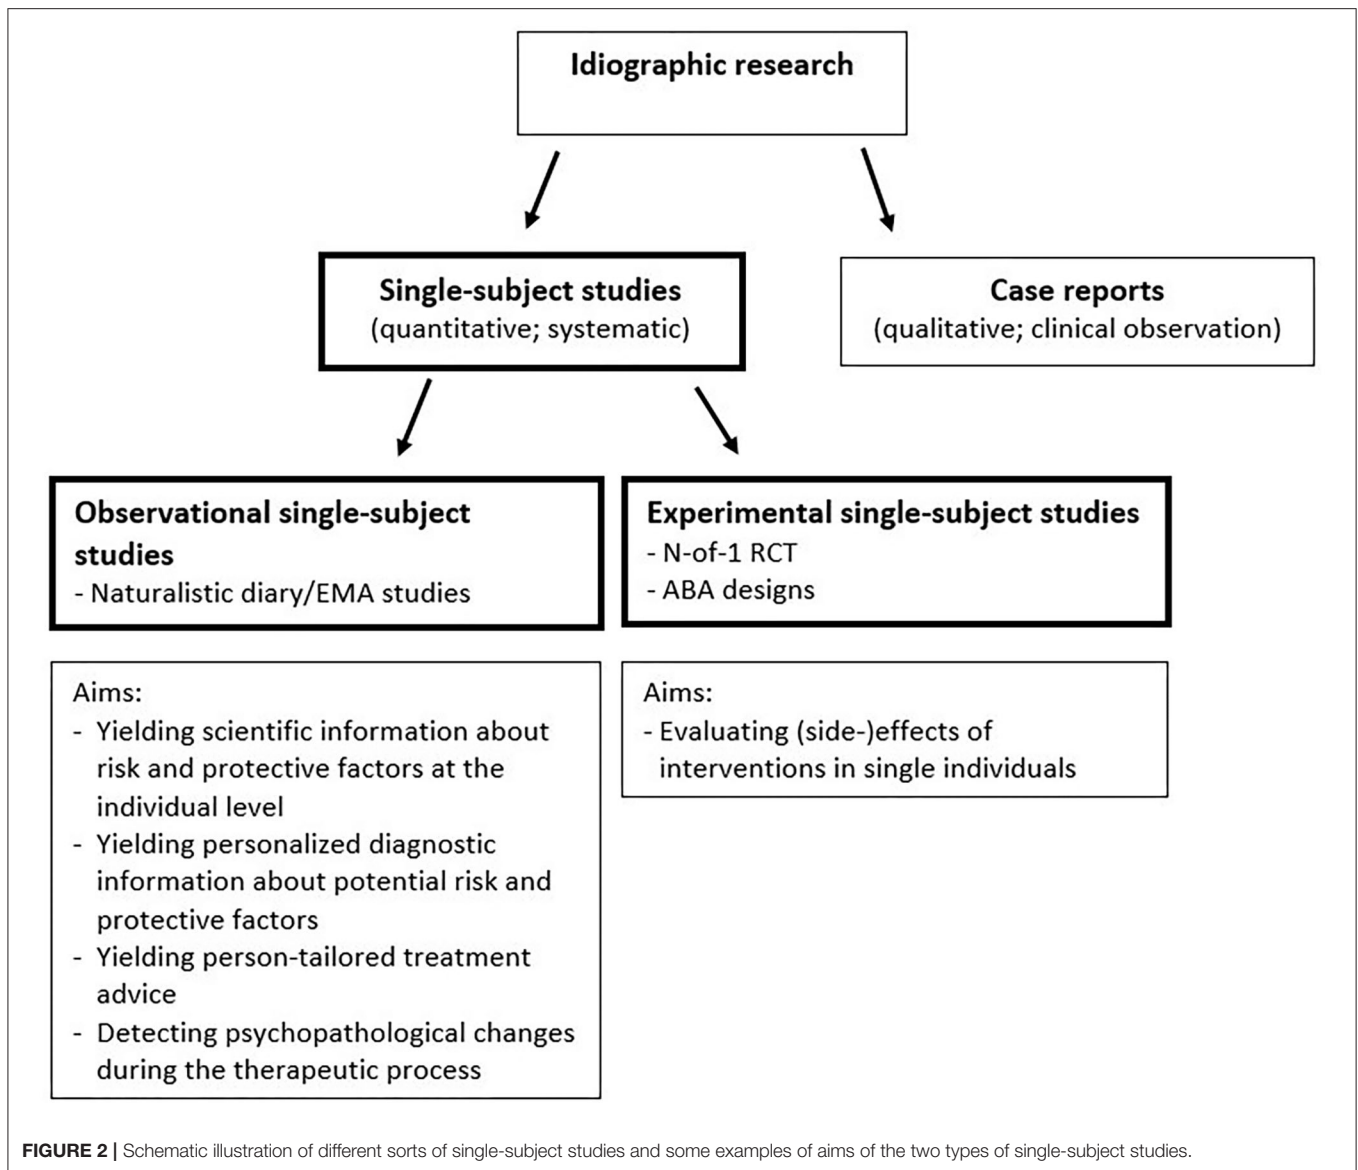 Idiographic research
Single-subject studies
(quantitative; systematic)
Case reports
(qualitative; clinical observation)
Observational single-subject
studies
- Naturalistic diary/EMA studies
Experimental single-subject studies
- N-of-1 RCT
- ABA designs
Aims:
- Yielding scientific information about
risk and protective factors at the
individual level
- Yielding personalized diagnostic
information about potential risk and
protective factors
- Yielding person-tailored treatment
advice
- Detecting psychopathological changes
during the therapeutic process
Aims:
- Evaluating (side-)effects of
interventions in single individuals
FIGURE 2 | Schematic illustration of different sorts of single-subject studies and some examples of aims of the two types of single-subject studies.